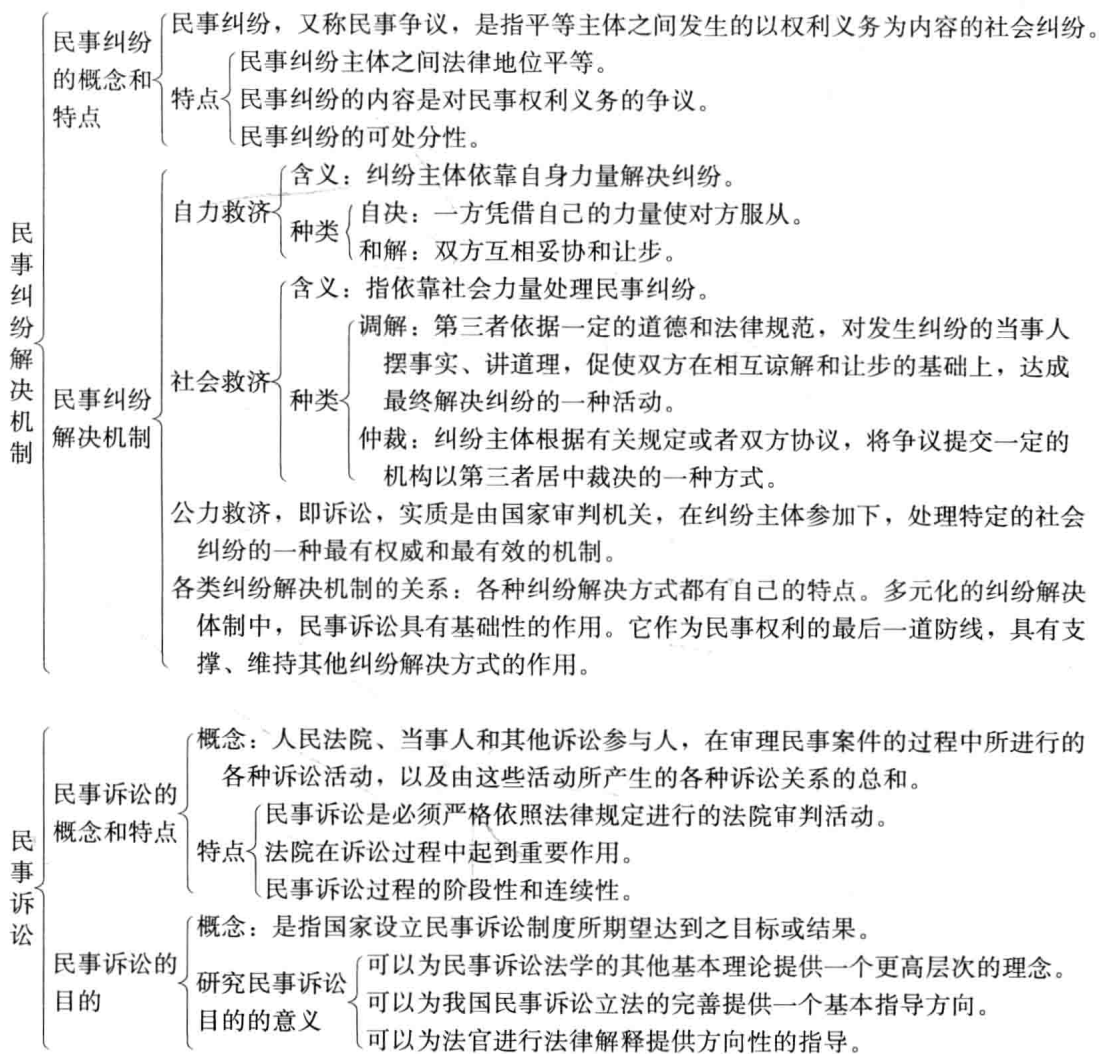 民事纠纷解决机制
民事纠纷
的概念和
特点
民事纠纷，又称民事争议，是指平等主体之间发生的以权利义务为内容的社会纠纷。
特点
民事纠纷主体之间法律地位平等。
民事纠纷的内容是对民事权利义务的争议。
民事纠纷的可处分性。
民事纠纷
解决机制
自力救济
含义：纠纷主体依靠自身力量解决纠纷。
种类
自决：一方凭借自己的力量使对方服从。
和解：双方互相妥协和让步。
社会救济
含义：指依靠社会力量处理民事纠纷。
种类
调解：第三者依据一定的道德和法律规范，对发生纠纷的当事人
摆事实、讲道理，促使双方在相互谅解和让步的基础上，达成
最终解决纠纷的一种活动。
仲裁：纠纷主体根据有关规定或者双方协议，将争议提交一定的
机构以第三者居中裁决的一种方式。
公力救济，即诉讼，实质是由国家审判机关，在纠纷主体参加下，处理特定的社会
纠纷的一种最有权威和最有效的机制。
各类纠纷解决机制的关系：各种纠纷解决方式都有自己的特点。多元化的纠纷解决
体制中，民事诉讼具有基础性的作用。它作为民事权利的最后一道防线，具有支
撑、维持其他纠纷解决方式的作用。
民事诉讼
民事诉讼的
概念和特点
概念：人民法院、当事人和其他诉讼参与人，在审理民事案件的过程中所进行的
各种诉讼活动，以及由这些活动所产生的各种诉讼关系的总和。
特点
民事诉讼是必须严格依照法律规定进行的法院审判活动。
法院在诉讼过程中起到重要作用。
民事诉讼过程的阶段性和连续性。
民事诉讼的
目的
概念：是指国家设立民事诉讼制度所期望达到之目标或结果。
研究民事诉讼
目的的意义
可以为民事诉讼法学的其他基本理论提供一个更高层次的理念。
可以为我国民事诉讼立法的完善提供一个基本指导方向。
可以为法官进行法律解释提供方向性的指导。